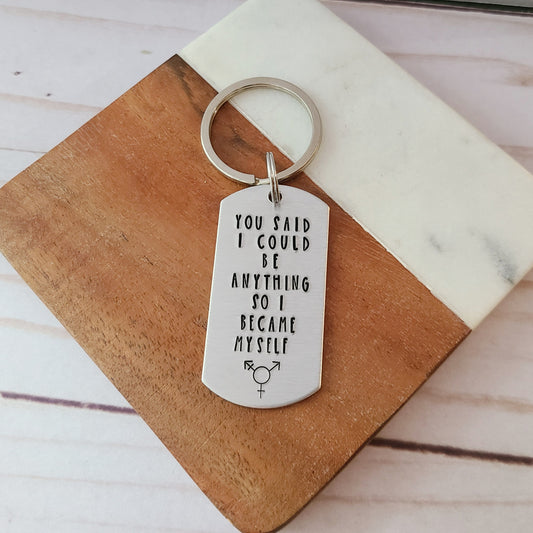 YOU SAID
I COULD
BE
ANYTHING
SO I
BECAME
MYSELF